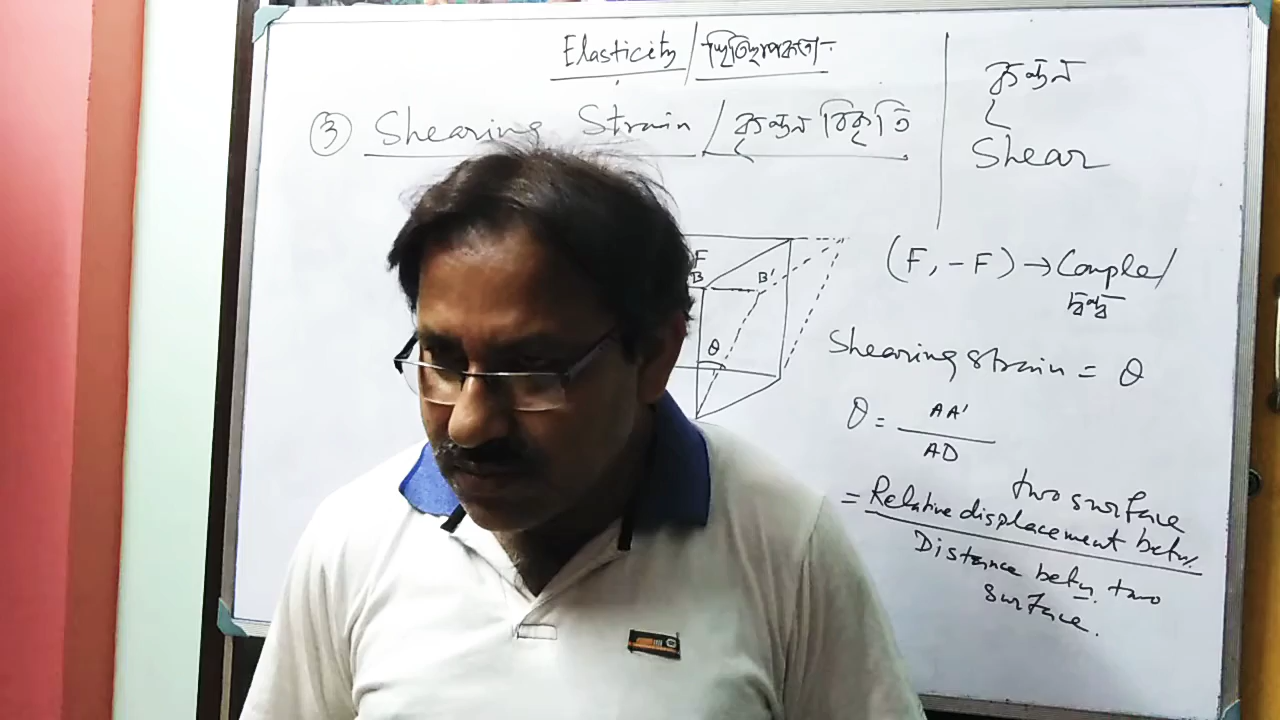 Elasticity / স্থিতিস্থাপকতা
③ Shearing Strain / কৃন্তন বিকৃতি
কৃন্তন
Shear
F
B B'
θ
(F, -F) → Couple /
দ্বন্দ্ব
Shearing strain = θ
θ = AA'
AD
two surface
= Relative displacement betn.
Distance betn. two
surface.